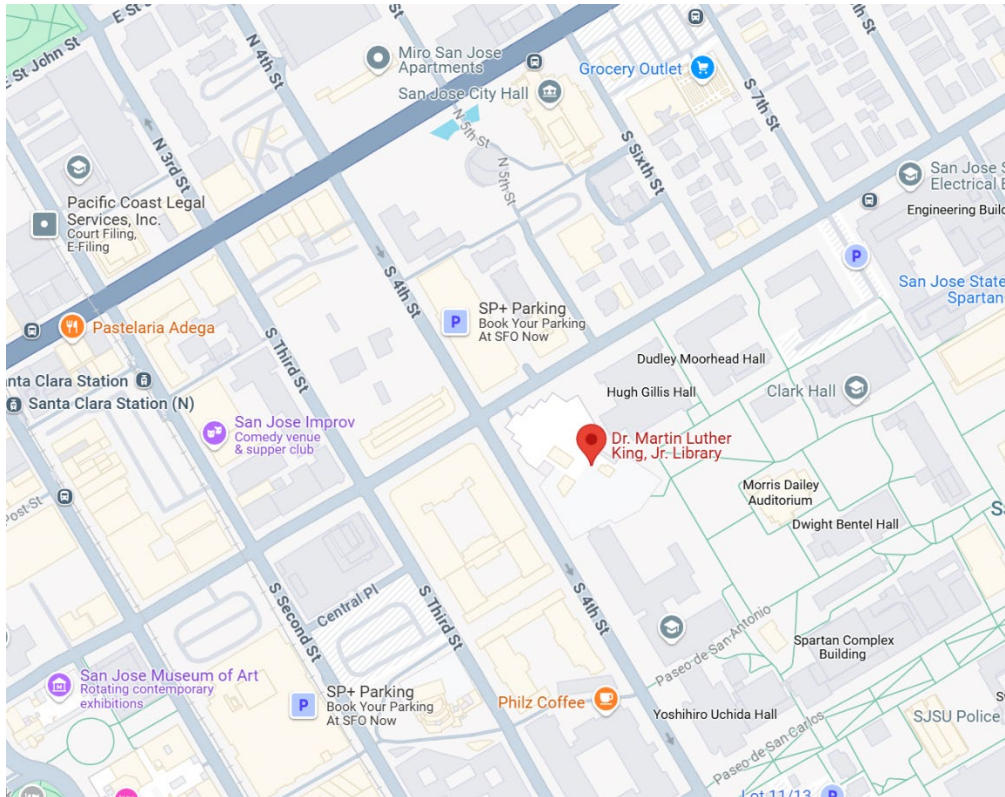 E St John St
E St J
N 4th St
Miro San Jose
Apartments
San Jose City Hall
Grocery Outlet
N 5th St
N 5th St
S Sixth St
S 7th St
N 3rd St
Pacific Coast Legal
Services, Inc.
Court Filing,
E-Filing
San Jose S
Electrical E
Engineering Build
P
San Jose State
Spartan
S 4th St
P
SP+ Parking
Book Your Parking
At SFO Now
Pastelaria Adega
S Third St
Dudley Moorhead Hall
Hugh Gillis Hall
Clark Hall
anta Clara Station
Santa Clara Station (N)
San Jose Improv
Comedy venue
& supper club
Dr. Martin Luther
King, Jr. Library
Morris Dailey
Auditorium
Dwight Bentel Hall
Sa
Post St
S Second St
Central Pl
S Third St
S 4th St
Paseo de San Antonio
Spartan Complex
Building
San Jose Museum of Art
Rotating contemporary
exhibitions
P
SP+ Parking
Book Your Parking
At SFO Now
Philz Coffee
Yoshihiro Uchida Hall
Paseo de San Carlos
SJSU Police
Lot 11/13
P